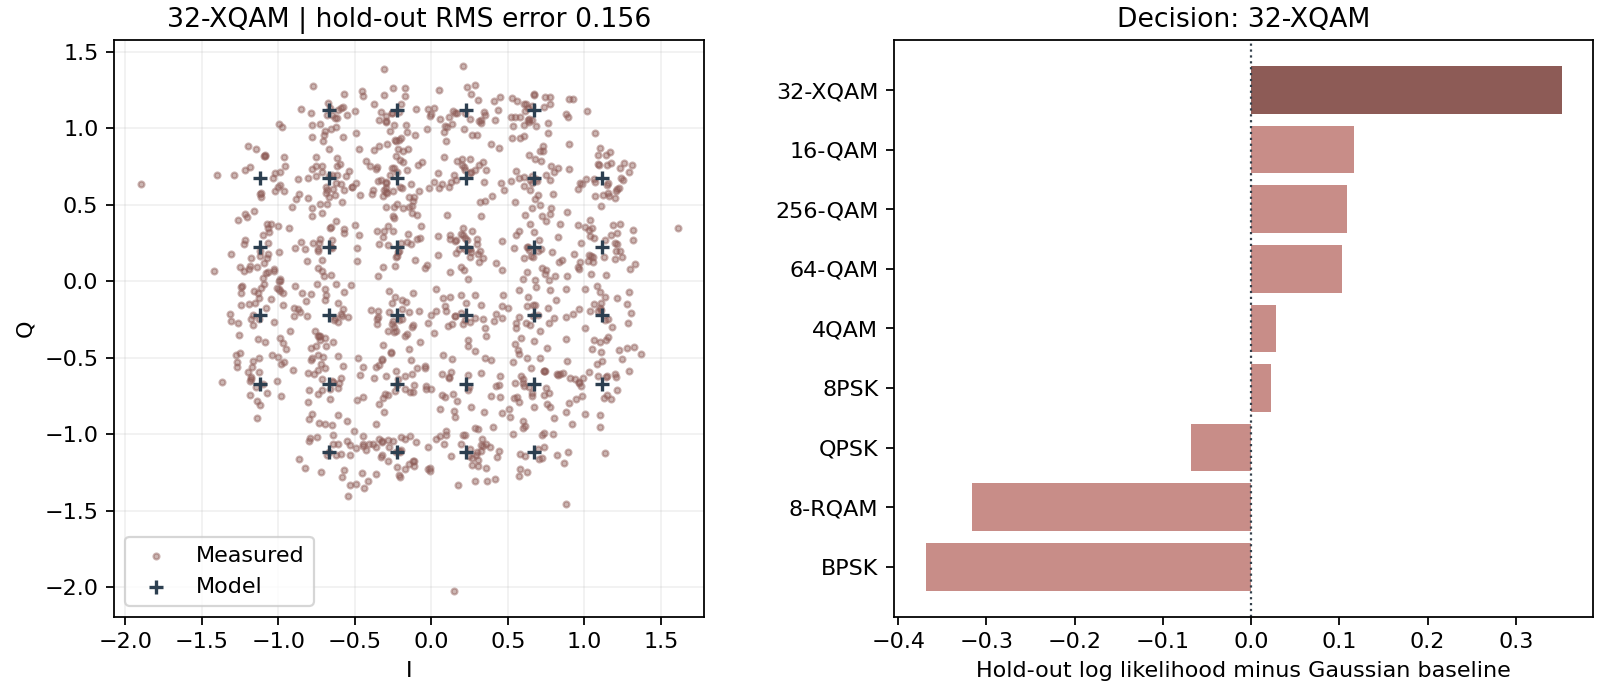 32-XQAM | hold-out RMS error 0.156
1.5
1.0
0.5
0.0
−0.5
−1.0
−1.5
−2.0
Q
Measured
Model
−2.0 −1.5 −1.0 −0.5 0.0 0.5 1.0 1.5
I
Decision: 32-XQAM
32-XQAM
16-QAM
256-QAM
64-QAM
4QAM
8PSK
QPSK
8-RQAM
BPSK
−0.4 −0.3 −0.2 −0.1 0.0 0.1 0.2 0.3
Hold-out log likelihood minus Gaussian baseline